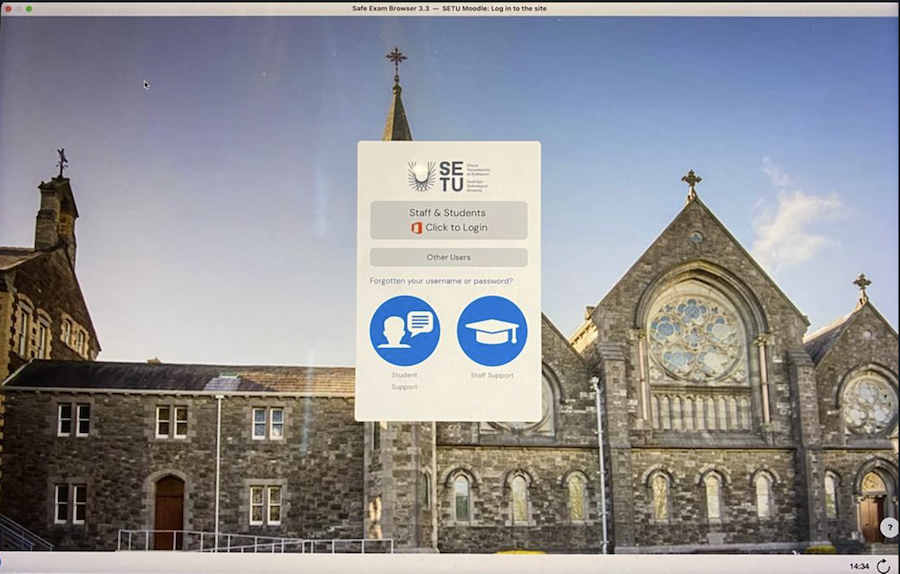 Safe Exam Browser 3.3 — SETU Moodle: Log in to the site
SE
TU
Ollscoil
Teicneolaíochta
an Oirdheiscirt
South East
Technological
University
Staff & Students
Click to Login
Other Users
Forgotten your username or password?
Student
Support
Staff Support
?
14:34